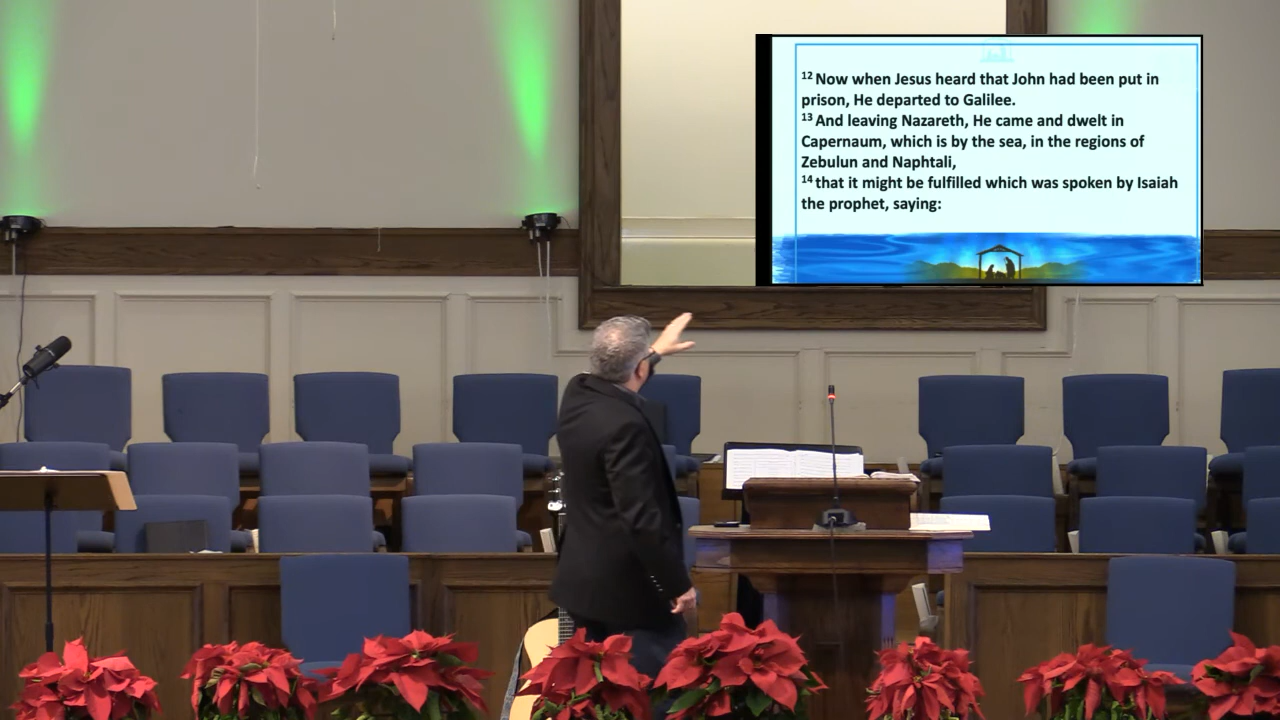 12 Now when Jesus heard that John had been put in
prison, He departed to Galilee.
13 And leaving Nazareth, He came and dwelt in
Capernaum, which is by the sea, in the regions of
Zebulun and Naphtali,
14 that it might be fulfilled which was spoken by Isaiah
the prophet, saying: